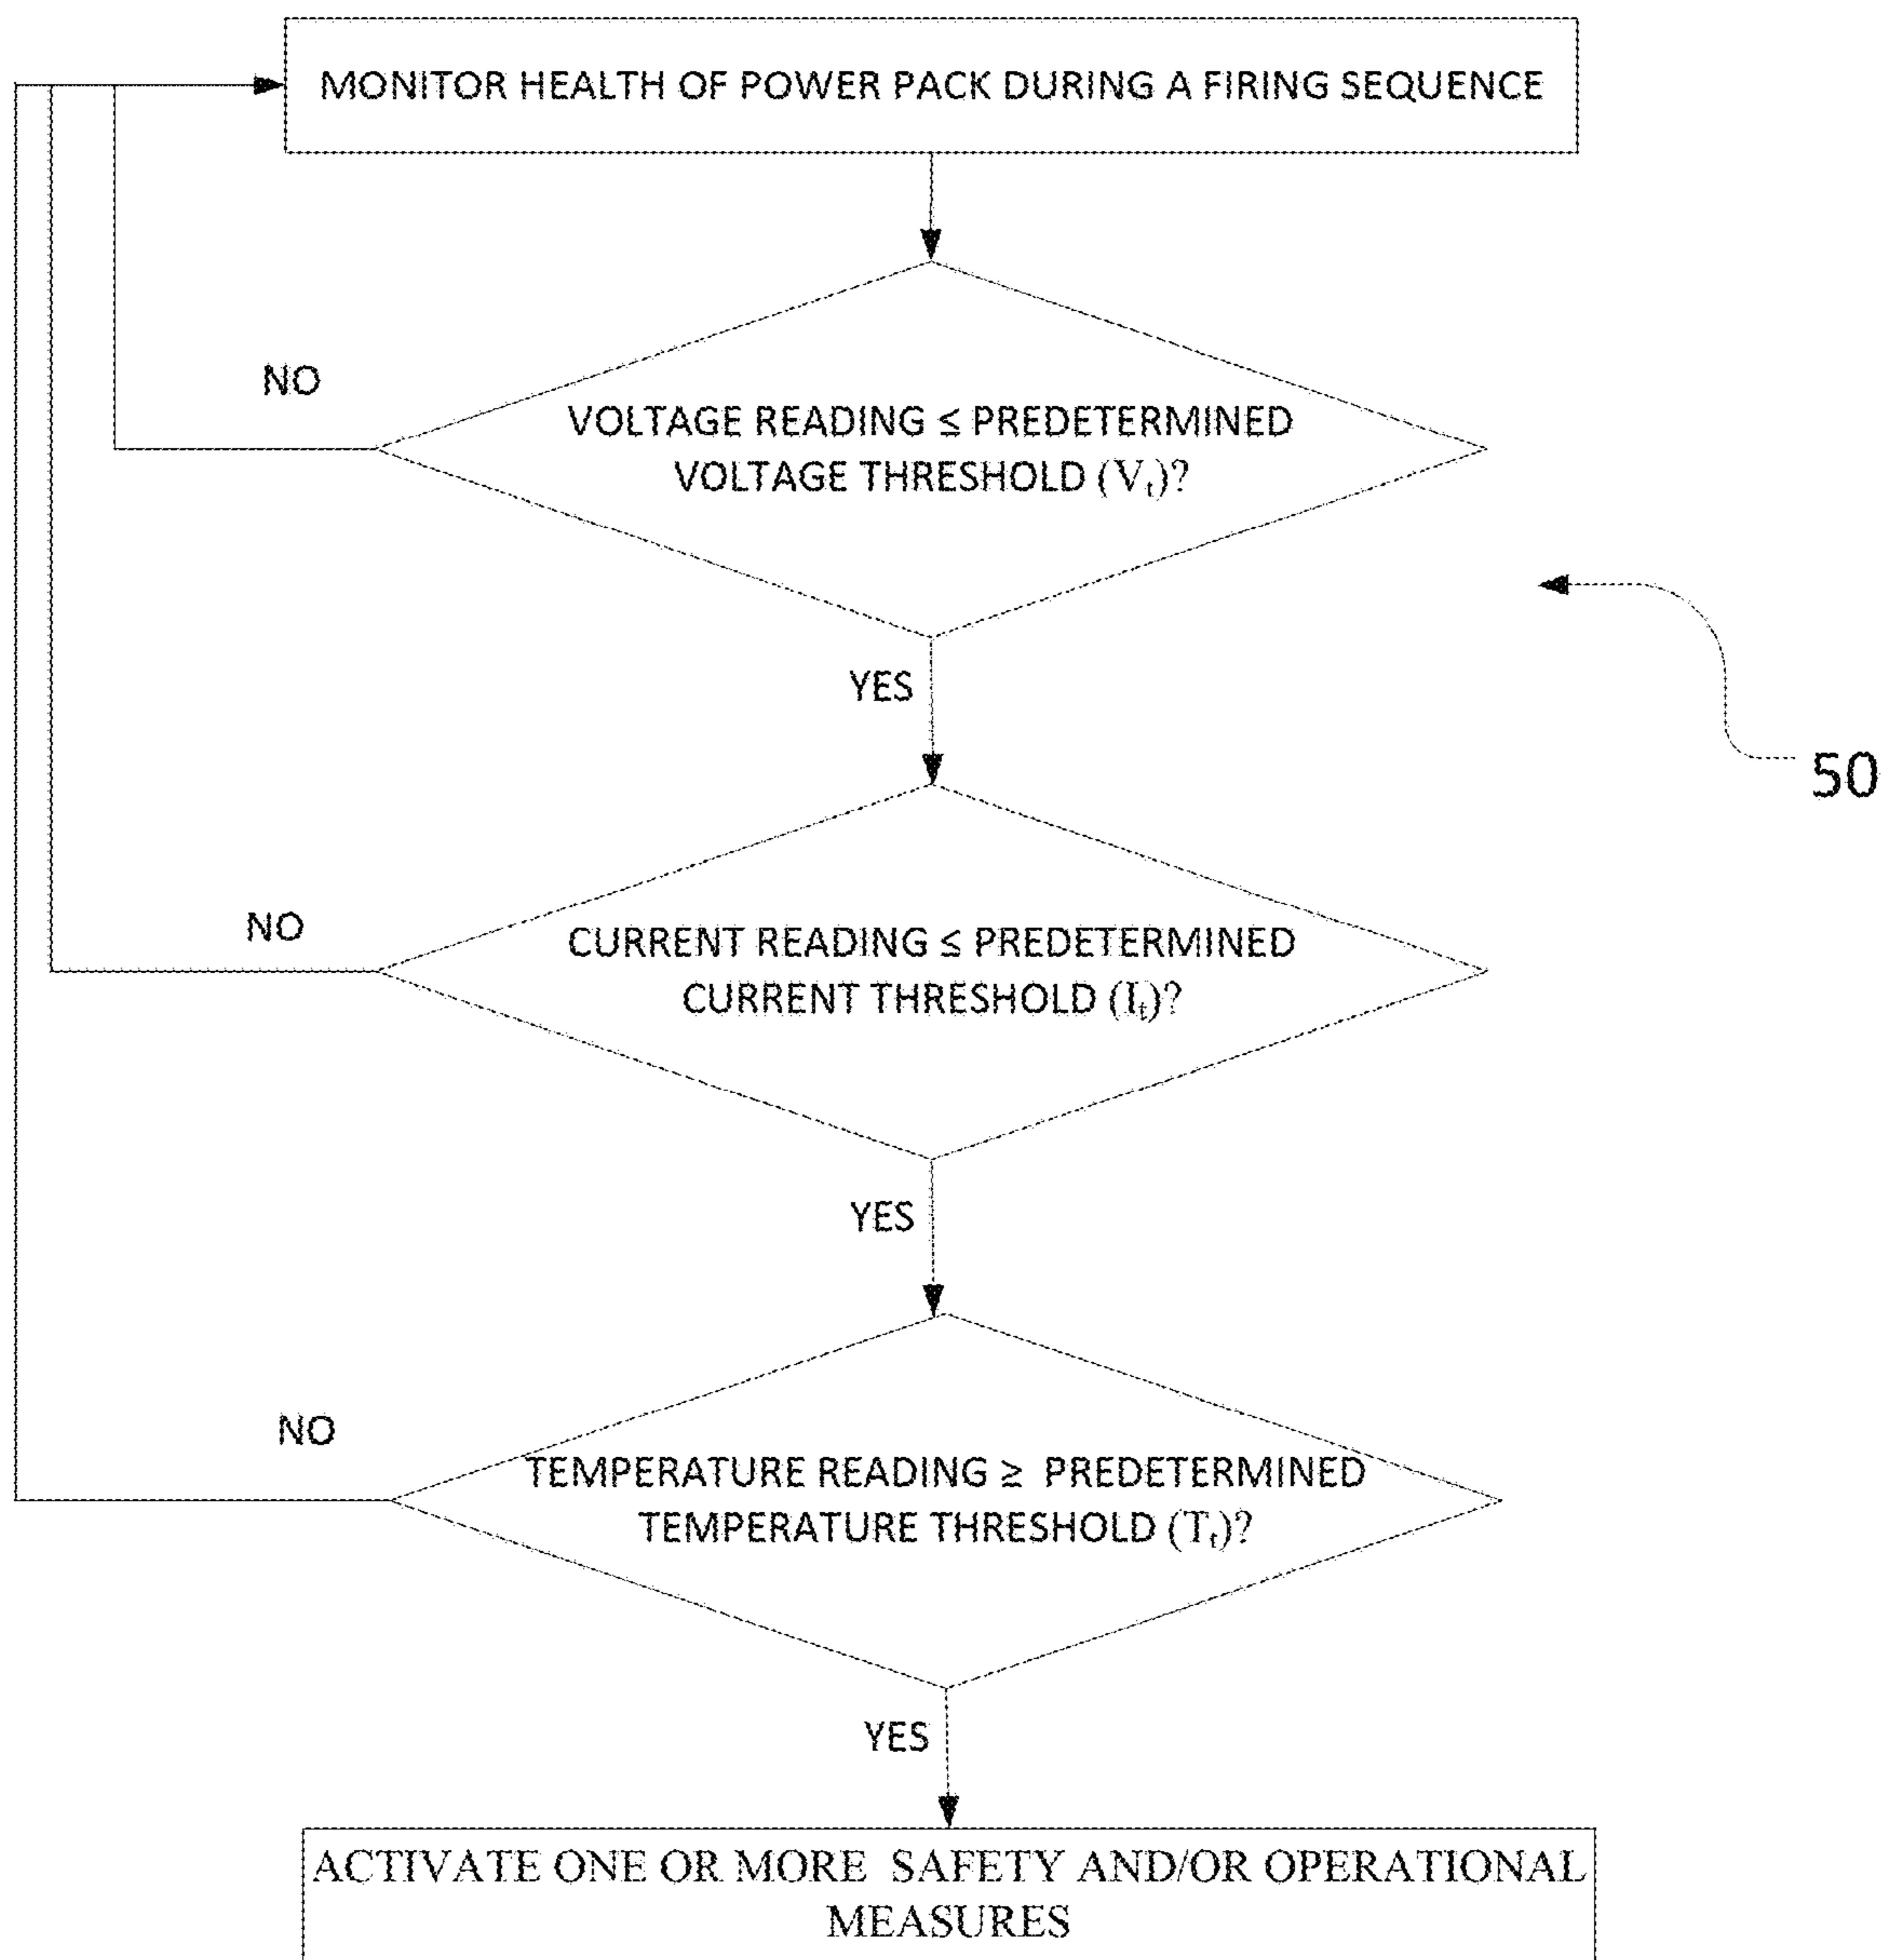 MONITOR HEALTH OF POWER PACK DURING A FIRING SEQUENCE
NO
VOLTAGE READING ≤ PREDETERMINED
VOLTAGE THRESHOLD (Vₜ)?
YES
50
NO
CURRENT READING ≤ PREDETERMINED
CURRENT THRESHOLD (Iₜ)?
YES
NO
TEMPERATURE READING ≥ PREDETERMINED
TEMPERATURE THRESHOLD (Tₜ)?
YES
ACTIVATE ONE OR MORE SAFETY AND/OR OPERATIONAL
MEASURES